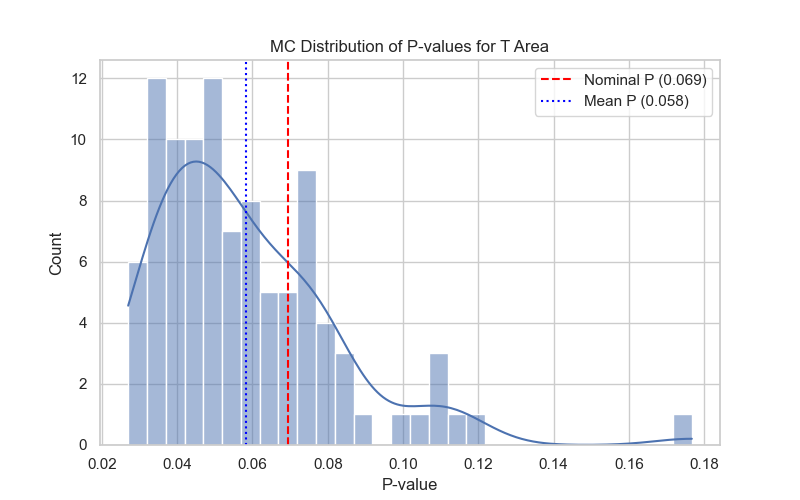 MC Distribution of P-values for T Area
Nominal P (0.069)
Mean P (0.058)
12
10
8
6
4
2
0
Count
0.02 0.04 0.06 0.08 0.10 0.12 0.14 0.16 0.18
P-value